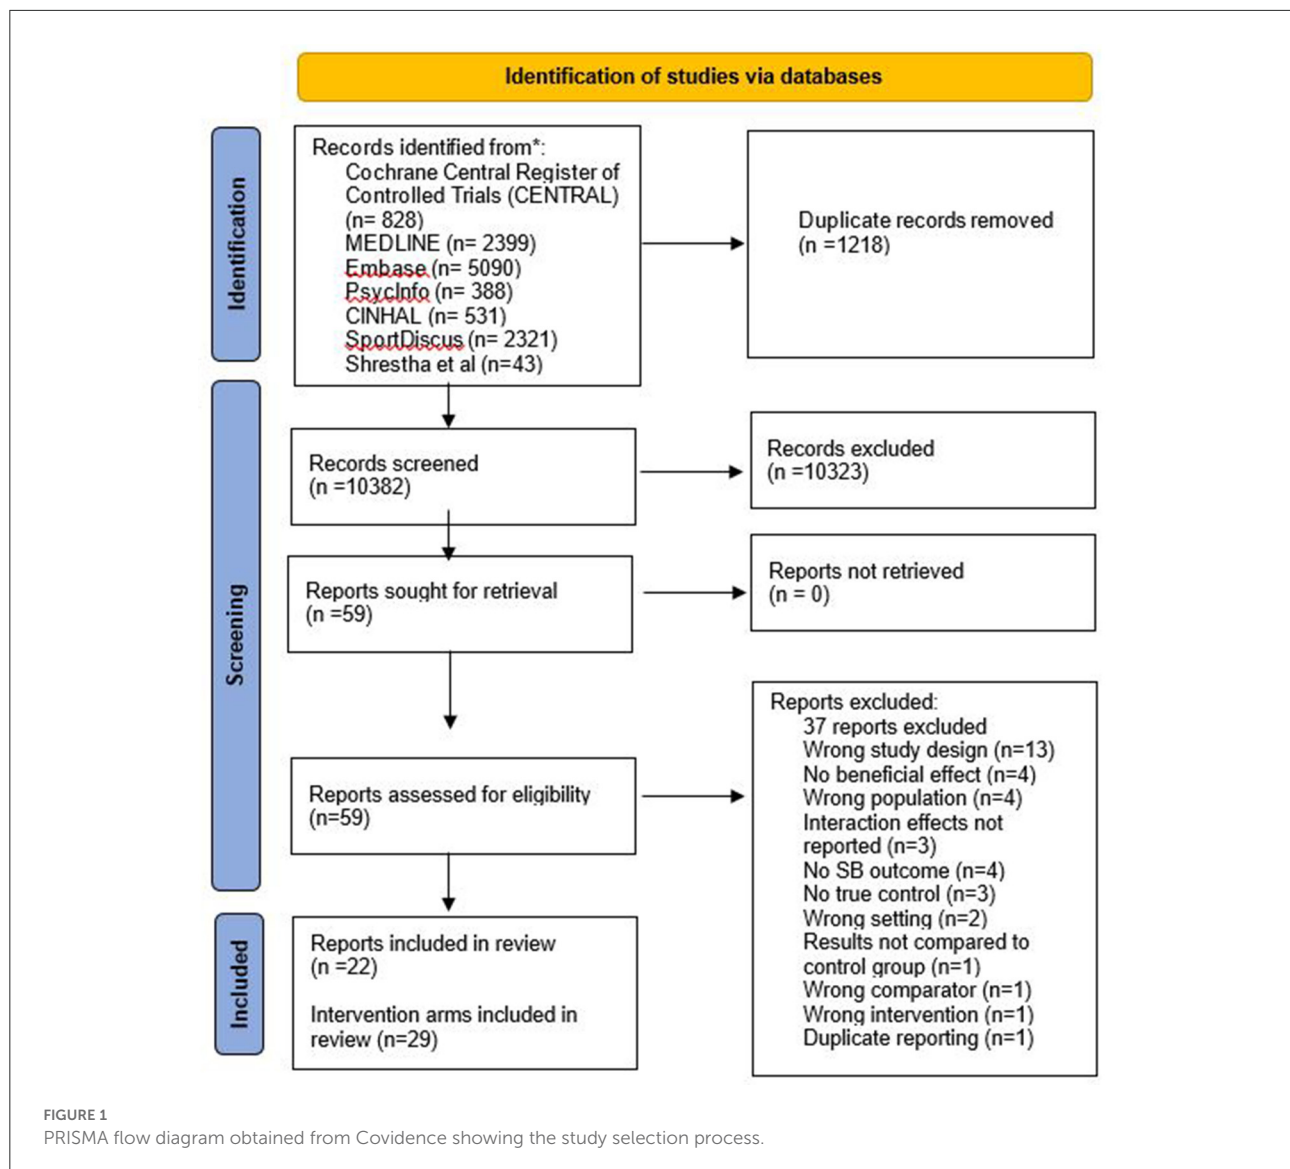 Identification of studies via databases
Identification
Records identified from*:
Cochrane Central Register of
Controlled Trials (CENTRAL)
(n= 828)
MEDLINE (n= 2399)
Embase (n= 5090)
PsycInfo (n= 388)
CINHAL (n= 531)
SportDiscus (n= 2321)
Shrestha et al (n=43)
Duplicate records removed
(n =1218)
Screening
Records screened
(n =10382)
Records excluded
(n =10323)
Reports sought for retrieval
(n =59)
Reports not retrieved
(n = 0)
Reports assessed for eligibility
(n=59)
Reports excluded:
37 reports excluded
Wrong study design (n=13)
No beneficial effect (n=4)
Wrong population (n=4)
Interaction effects not
reported (n=3)
No SB outcome (n=4)
No true control (n=3)
Wrong setting (n=2)
Results not compared to
control group (n=1)
Wrong comparator (n=1)
Wrong intervention (n=1)
Duplicate reporting (n=1)
Included
Reports included in review
(n =22)
Intervention arms included in
review (n=29)
FIGURE 1
PRISMA flow diagram obtained from Covidence showing the study selection process.